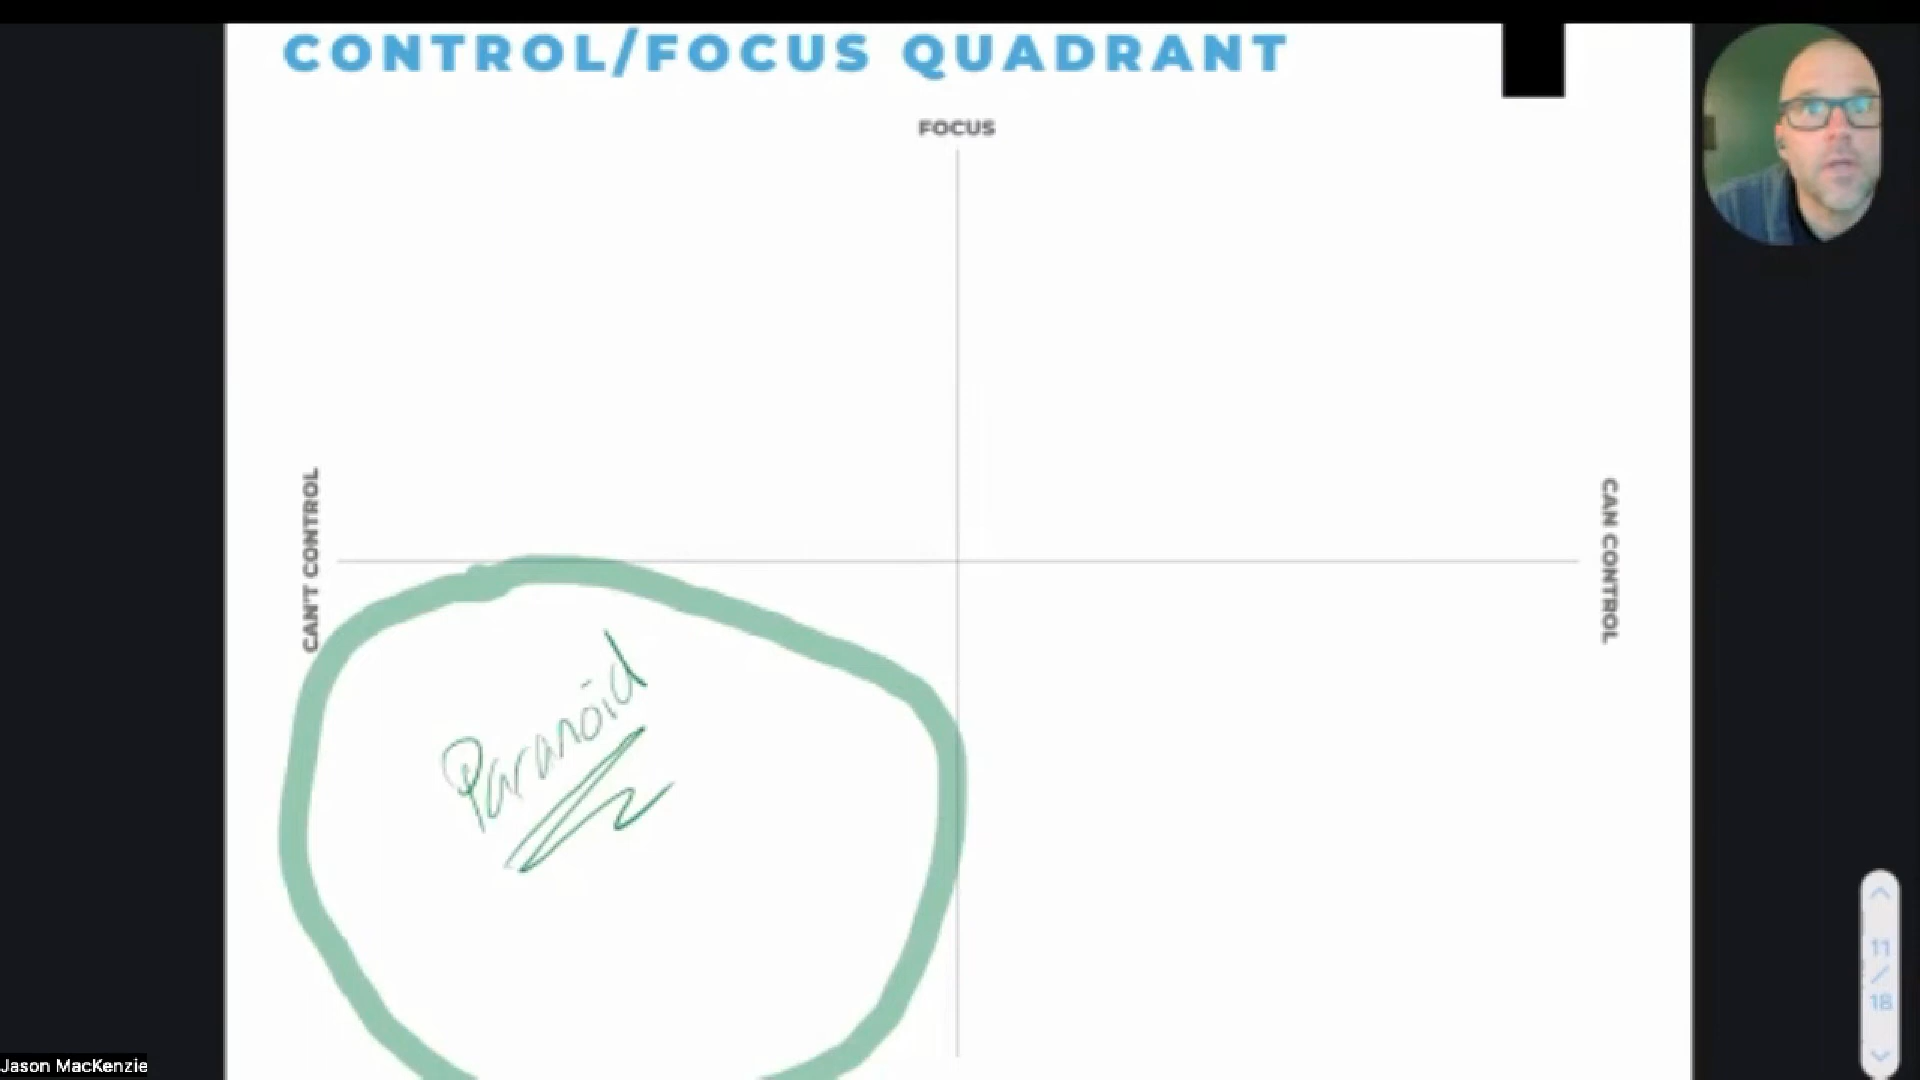 CONTROL/FOCUS QUADRANT
FOCUS
CAN'T CONTROL
CAN CONTROL
Paranoid
11
/
18
Jason MacKenzie